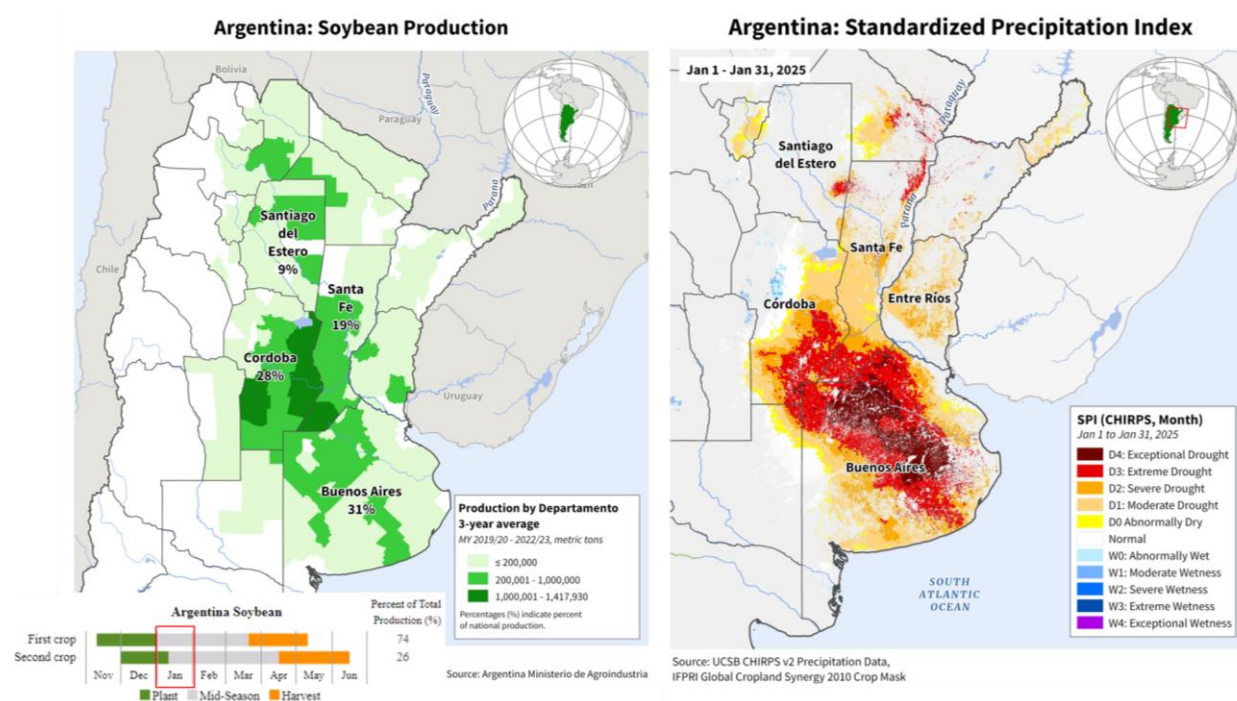 Argentina: Soybean Production
Bolivia
Paraguay
Paraguay
Chile
Parana
Uruguay
Santiago
del
Estero
9%
Santa
Fe
19%
Cordoba
28%
Buenos Aires
31%
Production by Departamento
3-year average
MY 2019/20 - 2022/23, metric tons
≤ 200,000
200,001 - 1,000,000
1,000,001 - 1,417,930
Percentages (%) indicate percent
of national production.
Source: Argentina Ministerio de Agroindustria
Argentina Soybean
Percent of Total
Production (%)
First crop
74
Second crop
26
Nov Dec Jan Feb Mar Apr May Jun
Plant Mid-Season Harvest
Argentina: Standardized Precipitation Index
Jan 1 - Jan 31, 2025
Paraguay
Santiago
del Estero
Parana
Santa Fe
Córdoba
Entre Ríos
Buenos Aires
SOUTH
ATLANTIC
OCEAN
SPI (CHIRPS, Month)
Jan 1 to Jan 31, 2025
D4: Exceptional Drought
D3: Extreme Drought
D2: Severe Drought
D1: Moderate Drought
D0 Abnormally Dry
Normal
W0: Abnormally Wet
W1: Moderate Wetness
W2: Severe Wetness
W3: Extreme Wetness
W4: Exceptional Wetness
Source: UCSB CHIRPS v2 Precipitation Data,
IFPRI Global Cropland Synergy 2010 Crop Mask